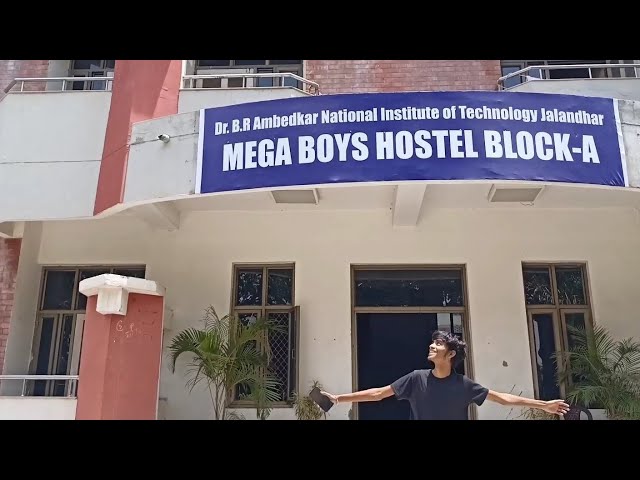 Dr. B.R Ambedkar National Institute of Technology Jalandhar
MEGA BOYS HOSTEL BLOCK-A